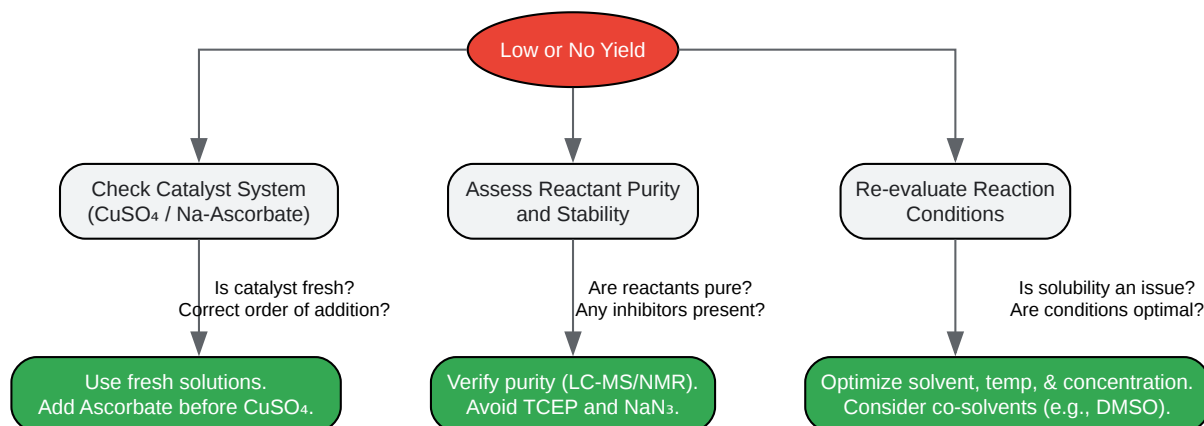 Low or No Yield
Check Catalyst System
(CuSO₄ / Na-Ascorbate)
Assess Reactant Purity
and Stability
Re-evaluate Reaction
Conditions
Is catalyst fresh?
Correct order of addition?
Are reactants pure?
Any inhibitors present?
Is solubility an issue?
Are conditions optimal?
Use fresh solutions.
Add Ascorbate before CuSO₄.
Verify purity (LC-MS/NMR).
Avoid TCEP and NaN₃.
Optimize solvent, temp, & concentration.
Consider co-solvents (e.g., DMSO).